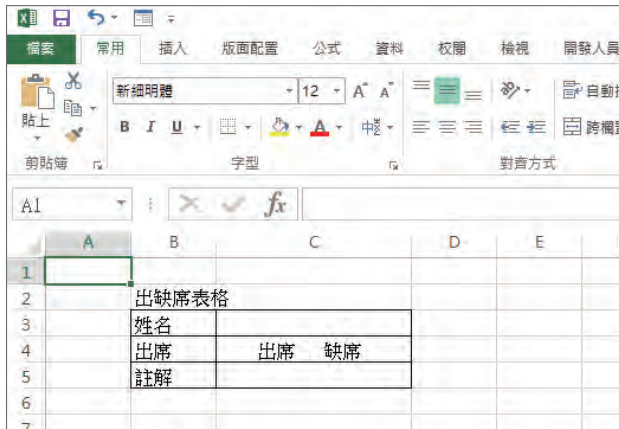 檔案 常用 插入 版面配置 公式 資料 校閱 檢視 開發人員
新細明體 12 A A 自動
貼上 B I U A 中 跨欄
剪貼簿 字型 對齊方式
A1 fx
A B C D E
1
2 出缺席表格
3 姓名
4 出席 出席 缺席
5 註解
6
7